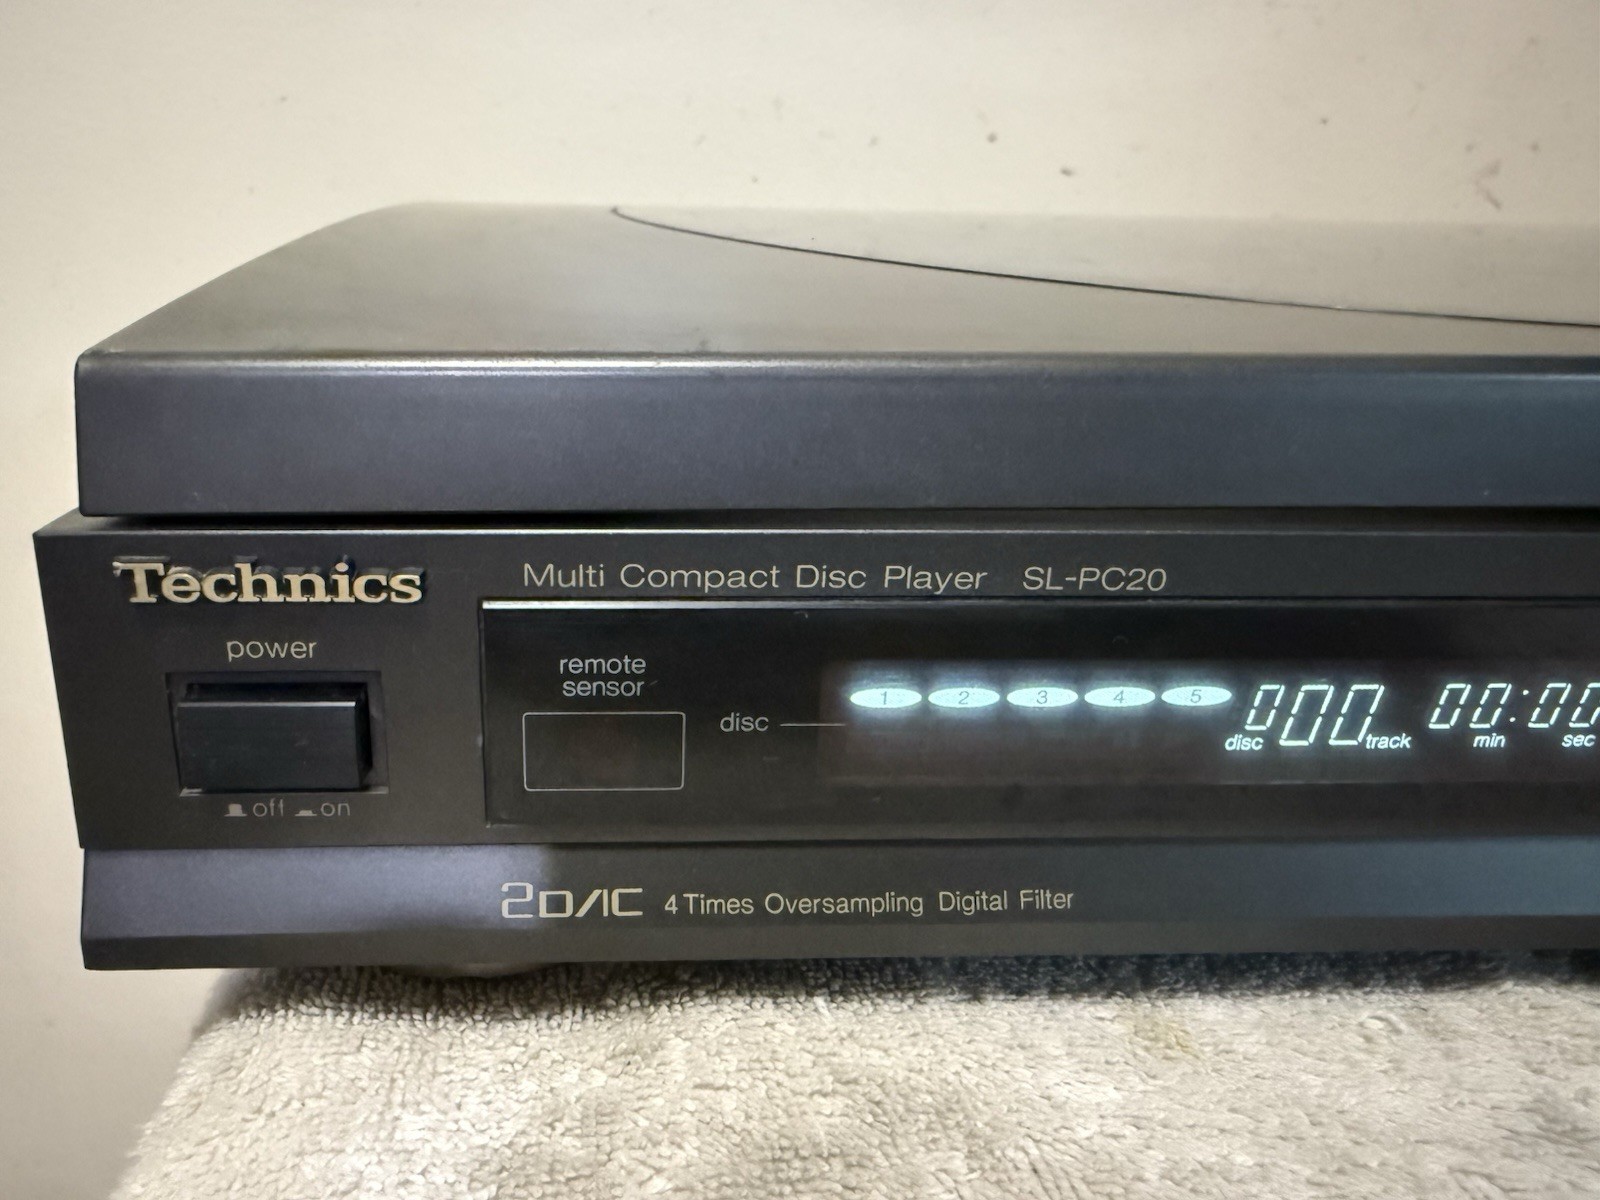 Technics
Multi Compact Disc Player SL-PC20
power
off on
remote
sensor
disc
1 2 3 4 5
000 00:00
disc track min sec
2D/AC 4 Times Oversampling Digital Filter